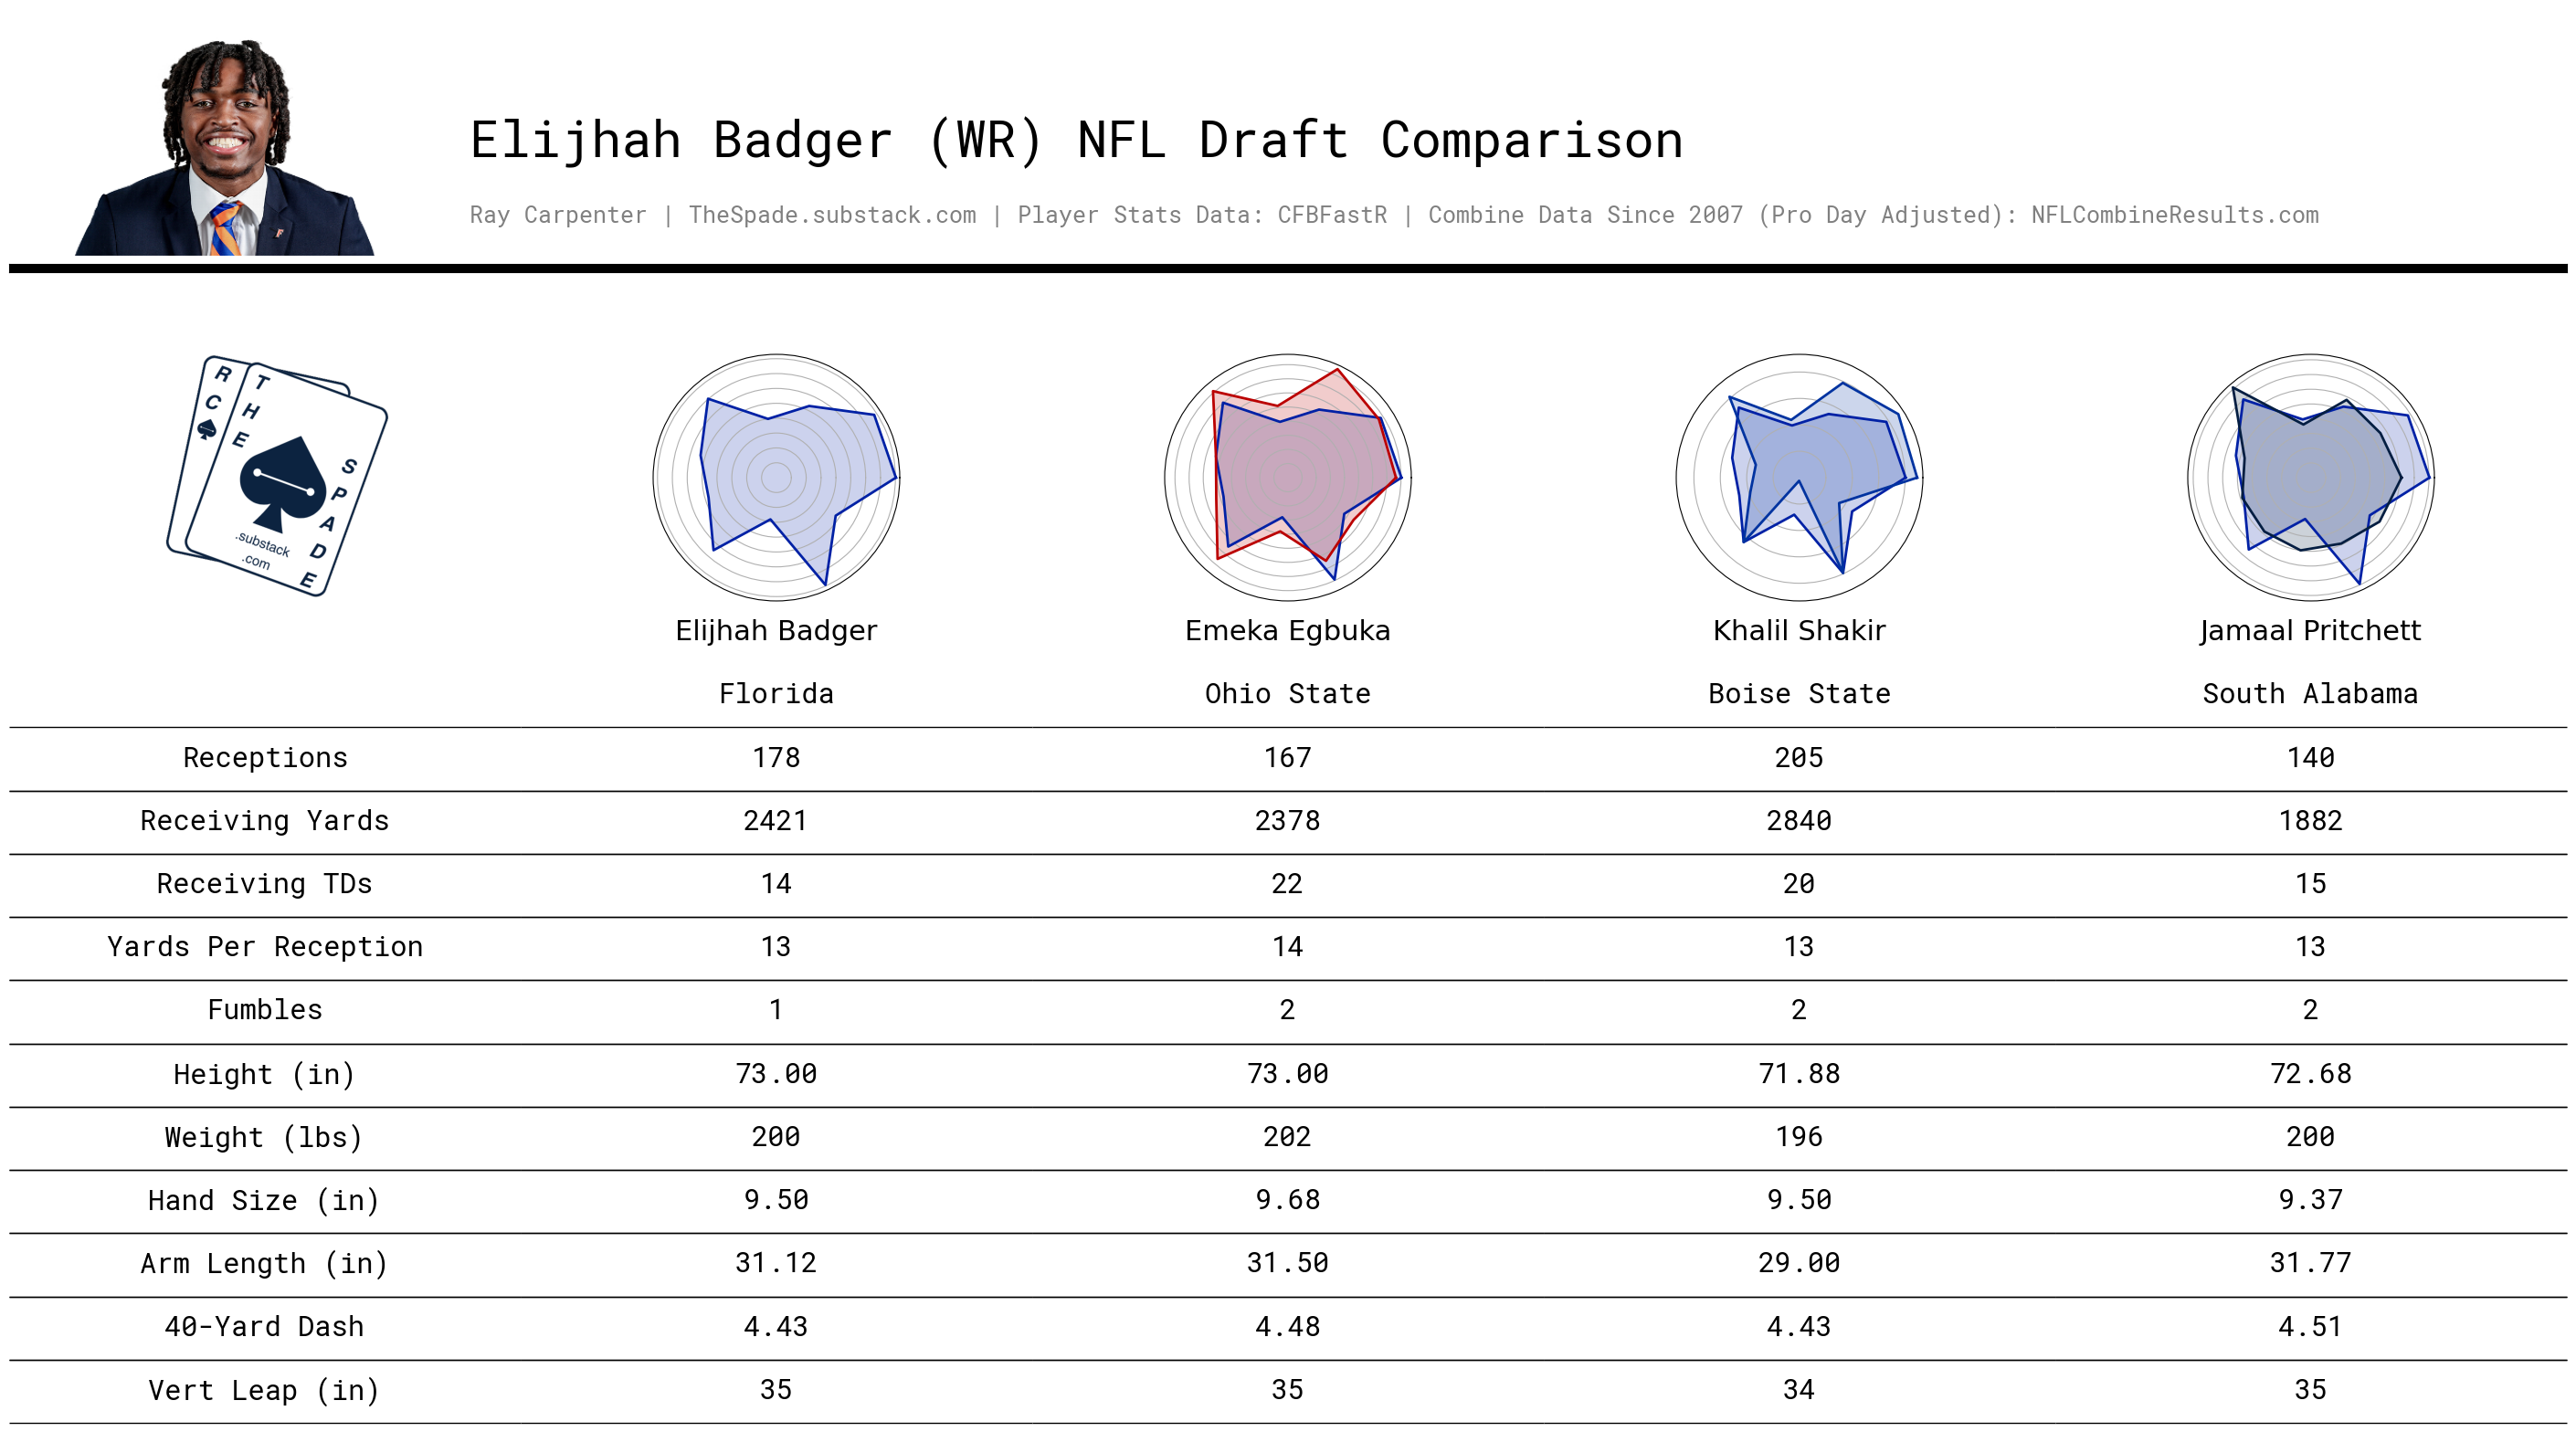 Elijhah Badger (WR) NFL Draft Comparison
Ray Carpenter | TheSpade.substack.com | Player Stats Data: CFBFastR | Combine Data Since 2007 (Pro Day Adjusted): NFLCombineResults.com
RC
THE
SPADE
.substack
.com
Elijhah Badger Emeka Egbuka Khalil Shakir Jamaal Pritchett
Florida Ohio State Boise State South Alabama
Receptions 178 167 205 140
Receiving Yards 2421 2378 2840 1882
Receiving TDs 14 22 20 15
Yards Per Reception 13 14 13 13
Fumbles 1 2 2 2
Height (in) 73.00 73.00 71.88 72.68
Weight (lbs) 200 202 196 200
Hand Size (in) 9.50 9.68 9.50 9.37
Arm Length (in) 31.12 31.50 29.00 31.77
40-Yard Dash 4.43 4.48 4.43 4.51
Vert Leap (in) 35 35 34 35